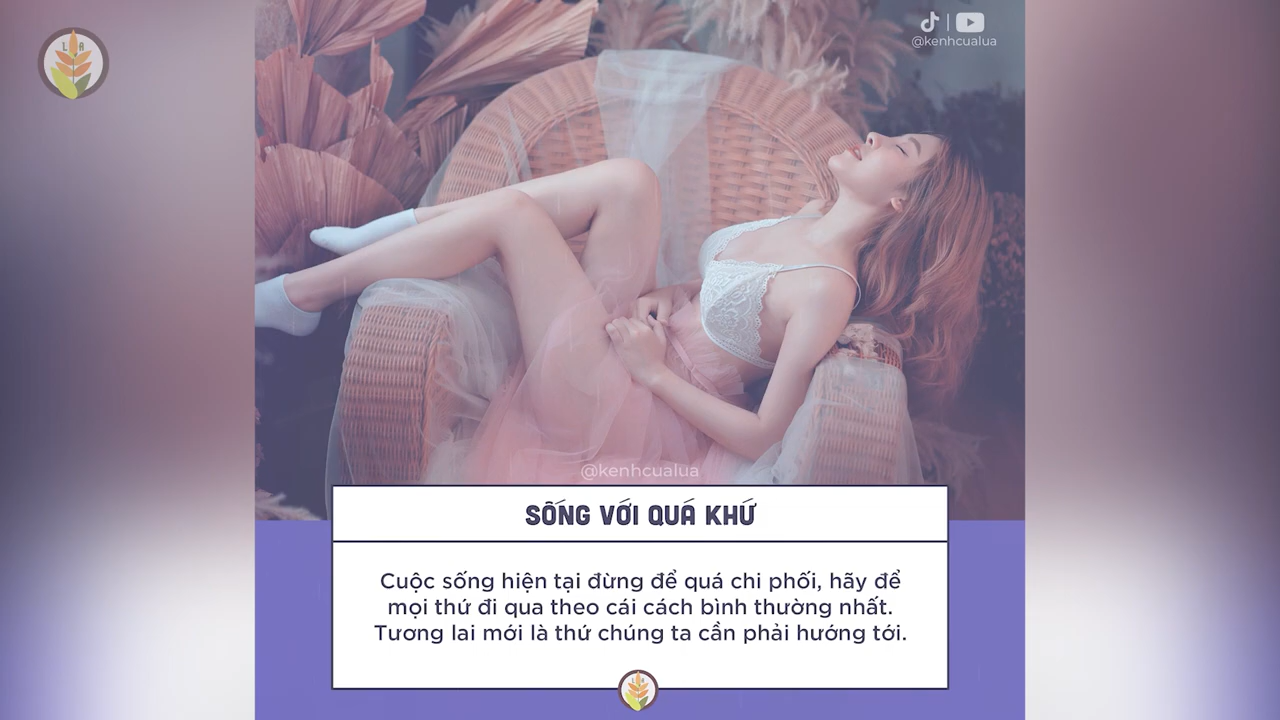 L A
@kenhcualua
@kenhcualua
SỐNG VỚI QUÁ KHỨ
Cuộc sống hiện tại đừng để quá chi phối, hãy để
mọi thứ đi qua theo cái cách bình thường nhất.
Tương lai mới là thứ chúng ta cần phải hướng tới.
L A